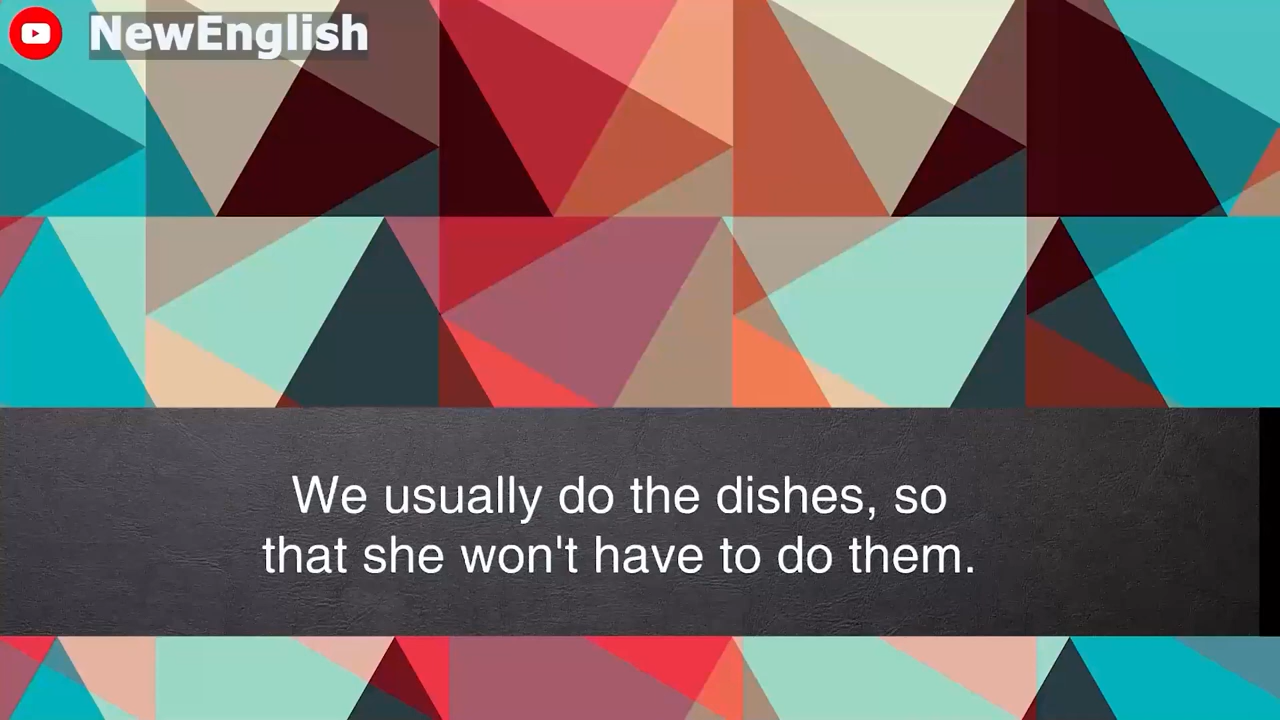 NewEnglish
We usually do the dishes, so
that she won't have to do them.